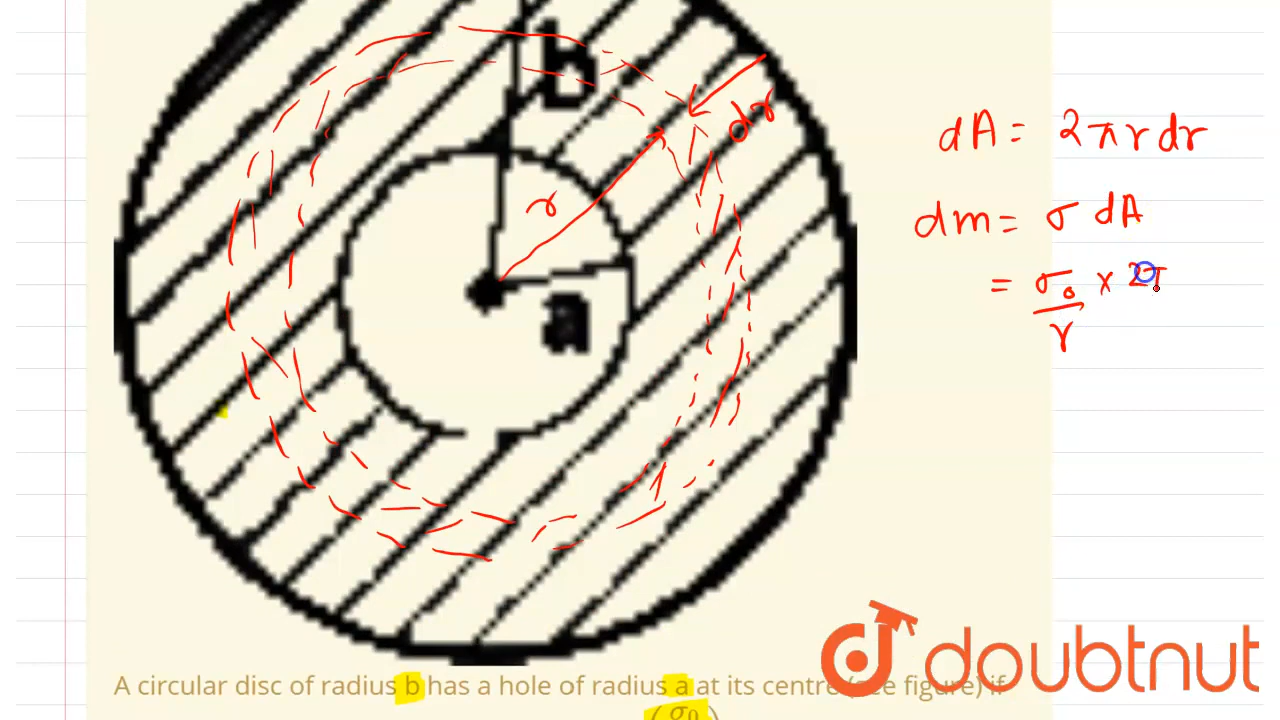 b
dr
r
a
dA = 2πr dr
dm = σ dA
= σ₀/r × 2π
doubtnut
A circular disc of radius b has a hole of radius a at its centre (see figure) if
(σ₀)